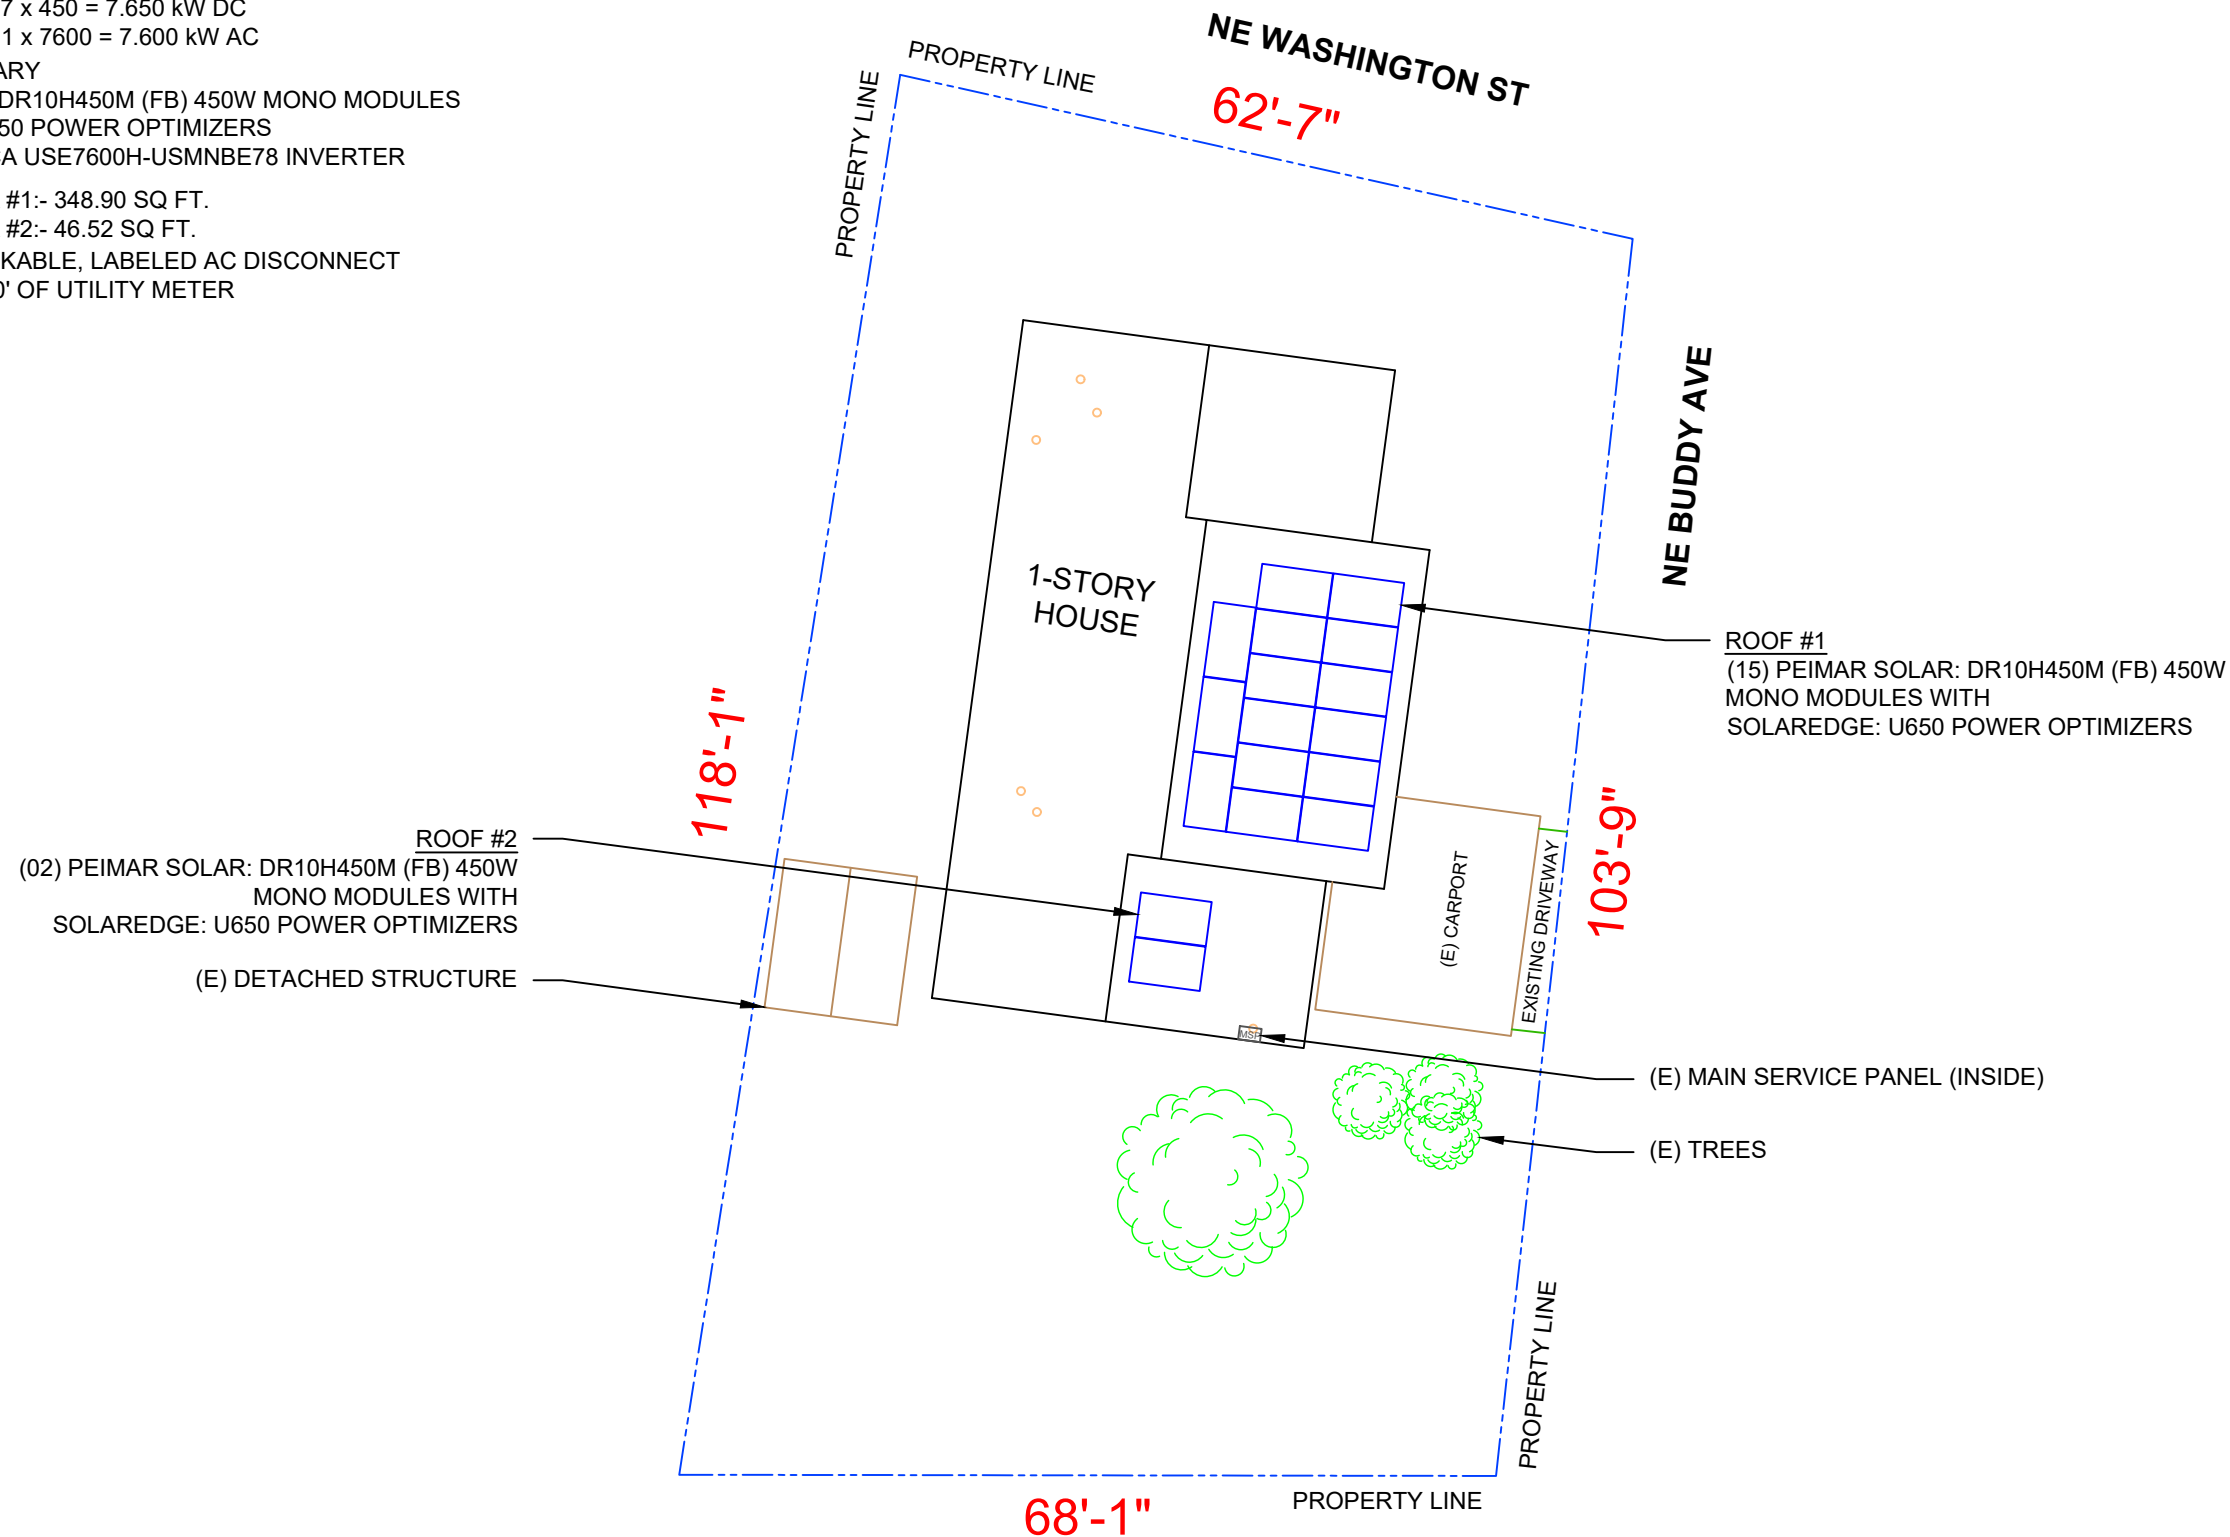 7 x 450 = 7.650 kW DC
1 x 7600 = 7.600 kW AC
ARY
DR10H450M (FB) 450W MONO MODULES
50 POWER OPTIMIZERS
A USE7600H-USMNBE78 INVERTER
#1:- 348.90 SQ FT.
#2:- 46.52 SQ FT.
KABLE, LABELED AC DISCONNECT
0' OF UTILITY METER
NE WASHINGTON ST
PROPERTY LINE
62'-7"
PROPERTY LINE
NE BUDDY AVE
1-STORY
HOUSE
ROOF #1
(15) PEIMAR SOLAR: DR10H450M (FB) 450W
MONO MODULES WITH
SOLAREDGE: U650 POWER OPTIMIZERS
118'-1"
103'-9"
ROOF #2
(02) PEIMAR SOLAR: DR10H450M (FB) 450W
MONO MODULES WITH
SOLAREDGE: U650 POWER OPTIMIZERS
(E) CARPORT
EXISTING DRIVEWAY
(E) DETACHED STRUCTURE
MSP
(E) MAIN SERVICE PANEL (INSIDE)
(E) TREES
PROPERTY LINE
PROPERTY LINE
68'-1"